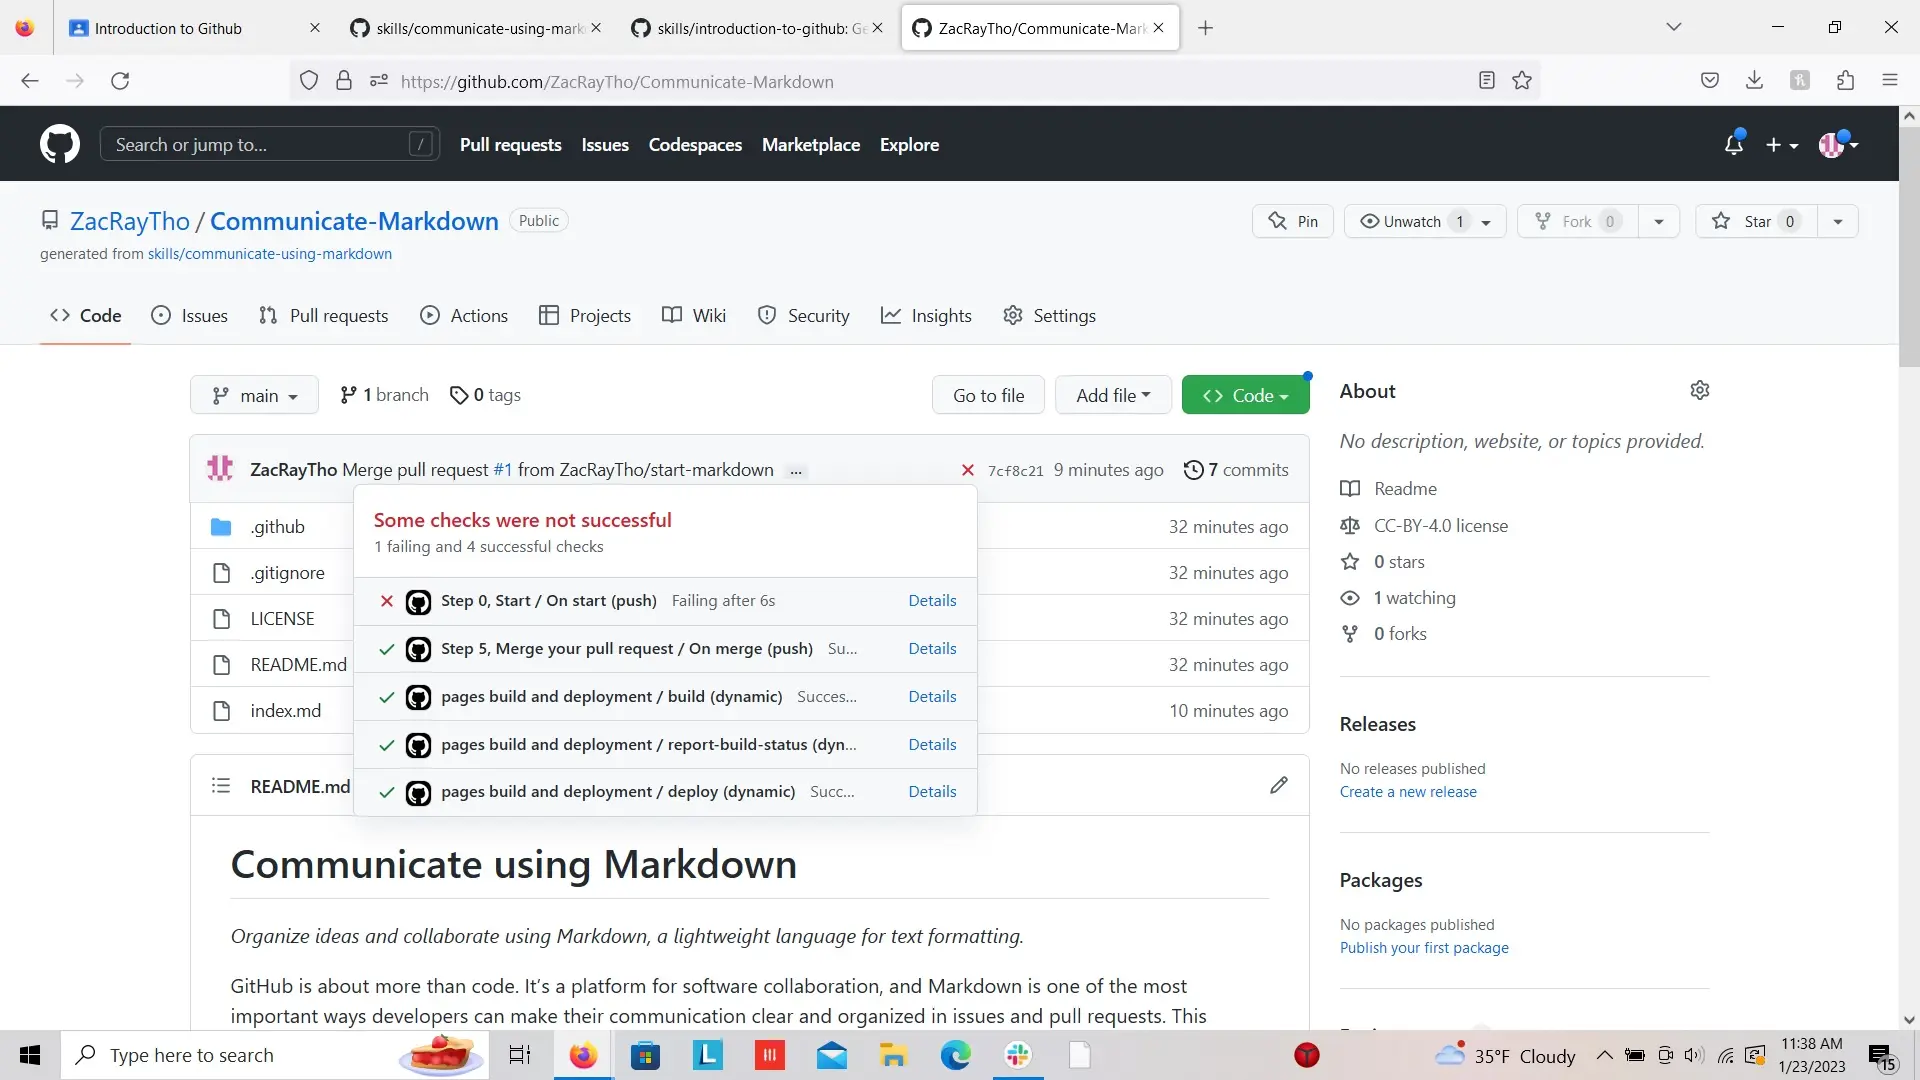 Introduction to Github
skills/communicate-using-mark
skills/introduction-to-github: Ge
ZacRayTho/Communicate-Mark
https://github.com/ZacRayTho/Communicate-Markdown
Search or jump to...
/
Pull requests
Issues
Codespaces
Marketplace
Explore
ZacRayTho / Communicate-Markdown Public
Pin
Unwatch 1
Fork 0
Star 0
generated from skills/communicate-using-markdown
Code
Issues
Pull requests
Actions
Projects
Wiki
Security
Insights
Settings
main
1 branch
0 tags
Go to file
Add file
Code
ZacRayTho Merge pull request #1 from ZacRayTho/start-markdown ...
7cf8c21 9 minutes ago
7 commits
Some checks were not successful
1 failing and 4 successful checks
Step 0, Start / On start (push) Failing after 6s Details
Step 5, Merge your pull request / On merge (push) Su... Details
pages build and deployment / build (dynamic) Succes... Details
pages build and deployment / report-build-status (dyn... Details
pages build and deployment / deploy (dynamic) Succ... Details
.github
32 minutes ago
.gitignore
32 minutes ago
LICENSE
32 minutes ago
README.md
32 minutes ago
index.md
10 minutes ago
README.md
Communicate using Markdown
Organize ideas and collaborate using Markdown, a lightweight language for text formatting.
GitHub is about more than code. It's a platform for software collaboration, and Markdown is one of the most
important ways developers can make their communication clear and organized in issues and pull requests. This
About
No description, website, or topics provided.
Readme
CC-BY-4.0 license
0 stars
1 watching
0 forks
Releases
No releases published
Create a new release
Packages
No packages published
Publish your first package
Type here to search
35°F Cloudy
11:38 AM
1/23/2023
15